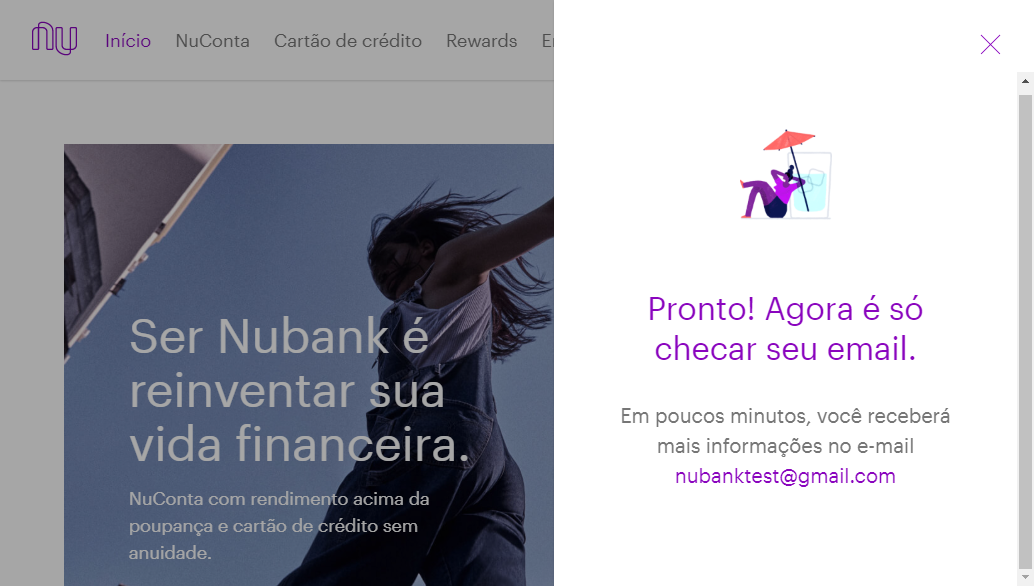 nu
Início NuConta Cartão de crédito Rewards
Ser Nubank é
reinventar sua
vida financeira.
NuConta com rendimento acima da
poupança e cartão de crédito sem
anuidade.
Pronto! Agora é só
checar seu email.
Em poucos minutos, você receberá
mais informações no e-mail
nubanktest@gmail.com